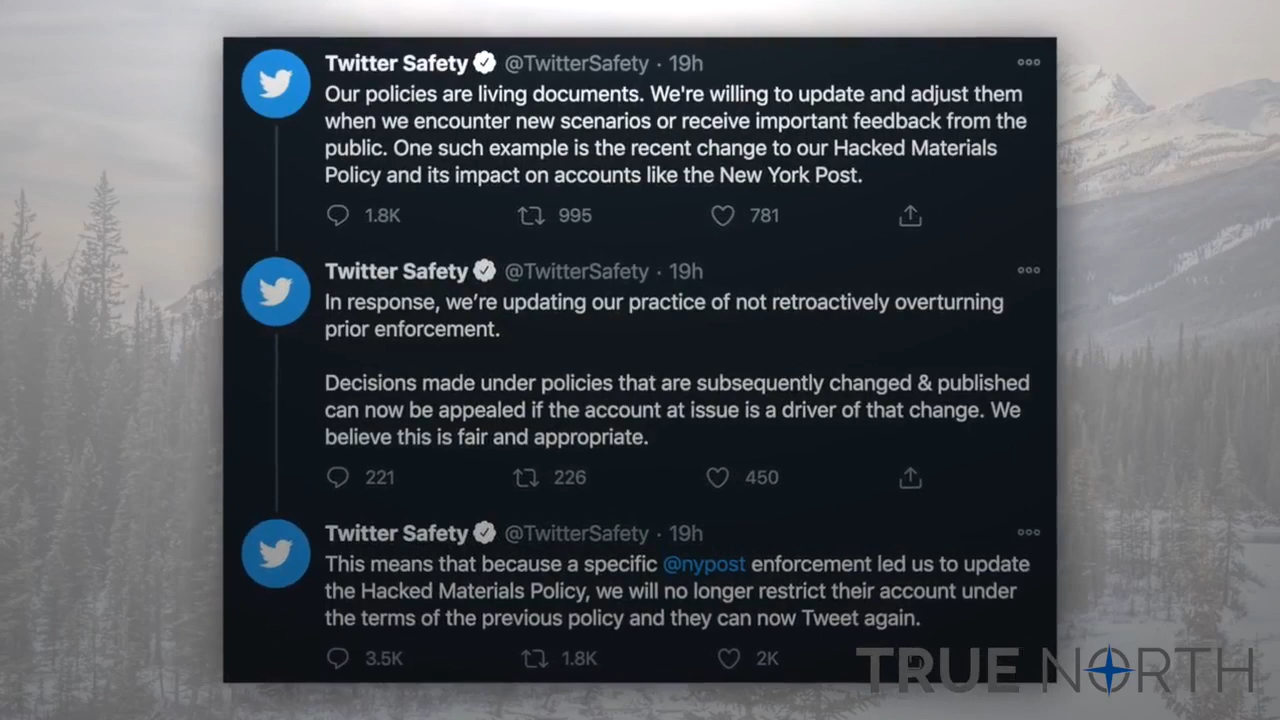 Twitter Safety @TwitterSafety · 19h
Our policies are living documents. We're willing to update and adjust them
when we encounter new scenarios or receive important feedback from the
public. One such example is the recent change to our Hacked Materials
Policy and its impact on accounts like the New York Post.
1.8K 995 781
Twitter Safety @TwitterSafety · 19h
In response, we’re updating our practice of not retroactively overturning
prior enforcement.
Decisions made under policies that are subsequently changed & published
can now be appealed if the account at issue is a driver of that change. We
believe this is fair and appropriate.
221 226 450
Twitter Safety @TwitterSafety · 19h
This means that because a specific @nypost enforcement led us to update
the Hacked Materials Policy, we will no longer restrict their account under
the terms of the previous policy and they can now Tweet again.
3.5K 1.8K 2K
TRUE NORTH